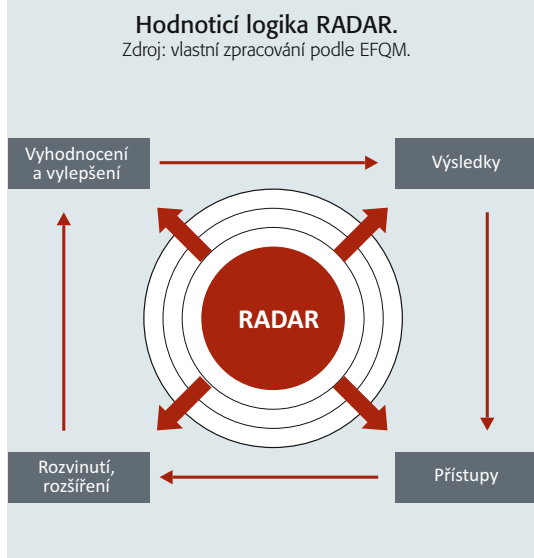 Hodnoticí logika RADAR.
Zdroj: vlastní zpracování podle EFQM.
Vyhodnocení
a vylepšení
Výsledky
RADAR
Rozvinutí,
rozšíření
Přístupy